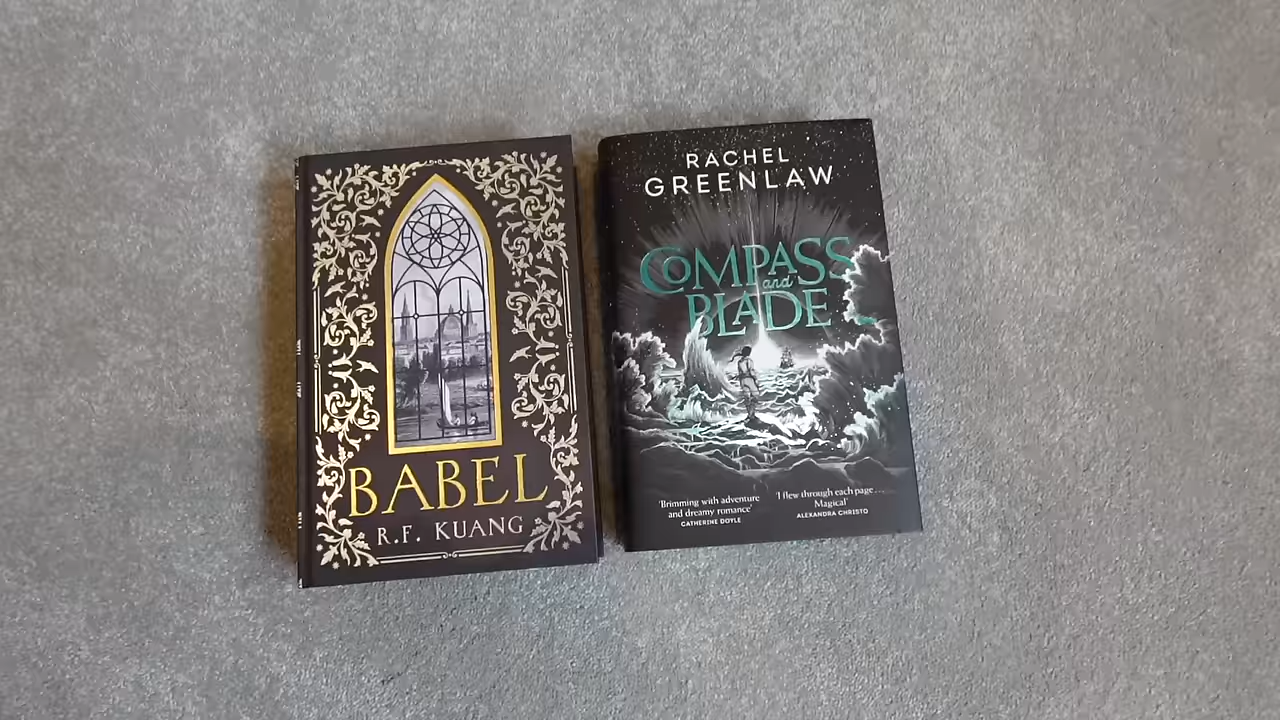 BABEL
R.F. KUANG
RACHEL
GREENLAW
COMPASS
and
BLADE
'Brimming with adventure
and dreamy romance'
CATHERINE DOYLE
'I flew through each page . . .
Magical'
ALEXANDRA CHRISTO